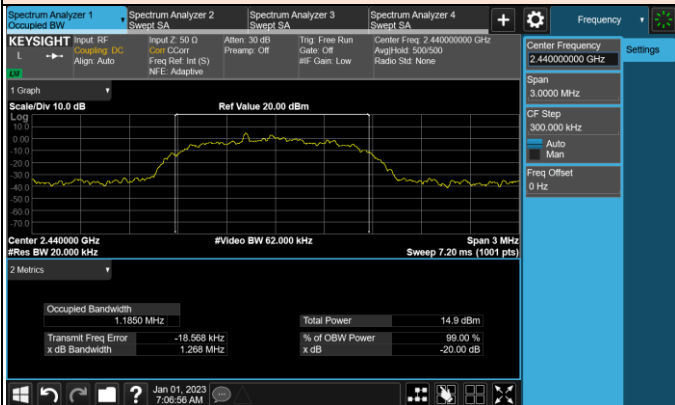 Spectrum Analyzer 1
Occupied BW
Spectrum Analyzer 2
Swept SA
Spectrum Analyzer 3
Swept SA
Spectrum Analyzer 4
Swept SA
+
Frequency
KEYSIGHT
L
LXI
Input: RF
Coupling: DC
Align: Auto
Input Z: 50 Ω
Corr CCorr
Freq Ref: Int (S)
NFE: Adaptive
Atten: 30 dB
Preamp: Off
Trig: Free Run
Gate: Off
#IF Gain: Low
Center Freq: 2.440000000 GHz
Avg|Hold: 500/500
Radio Std: None
Center Frequency
2.440000000 GHz
Settings
Span
3.0000 MHz
CF Step
300.000 kHz
Auto
Man
Freq Offset
0 Hz
1 Graph
Scale/Div 10.0 dB
Ref Value 20.00 dBm
Log
10.0
0.00
-10.0
-20.0
-30.0
-40.0
-50.0
-60.0
-70.0
Center 2.440000 GHz
#Video BW 62.000 kHz
Span 3 MHz
#Res BW 20.000 kHz
Sweep 7.20 ms (1001 pts)
2 Metrics
Occupied Bandwidth
1.1850 MHz
Total Power 14.9 dBm
Transmit Freq Error -18.568 kHz
% of OBW Power 99.00 %
x dB Bandwidth 1.268 MHz
x dB -20.00 dB
?
Jan 01, 2023
7:06:56 AM